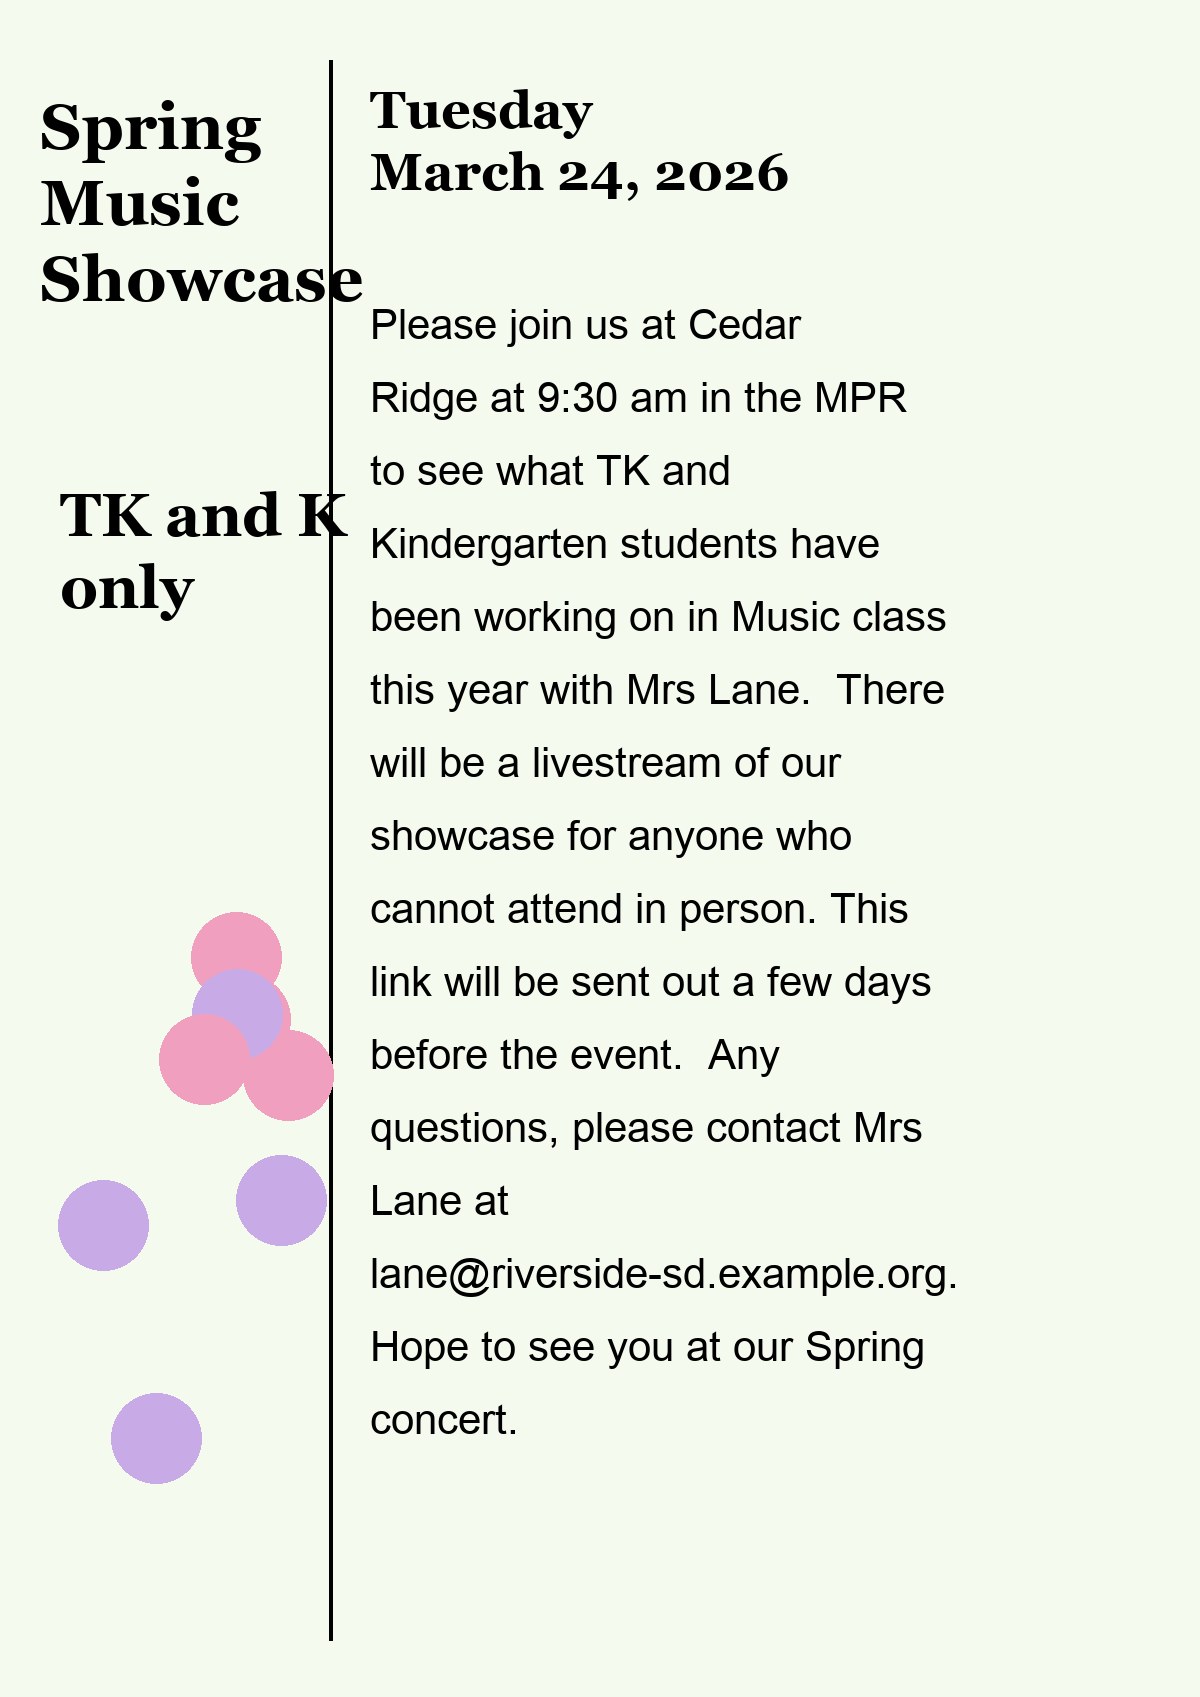 Spring
Music
Showcase
TK and K
only
Tuesday
March 24, 2026
Please join us at Cedar
Ridge at 9:30 am in the MPR
to see what TK and
Kindergarten students have
been working on in Music class
this year with Mrs Lane.  There
will be a livestream of our
showcase for anyone who
cannot attend in person. This
link will be sent out a few days
before the event.  Any
questions, please contact Mrs
Lane at
lane@riverside-sd.example.org.
Hope to see you at our Spring
concert.